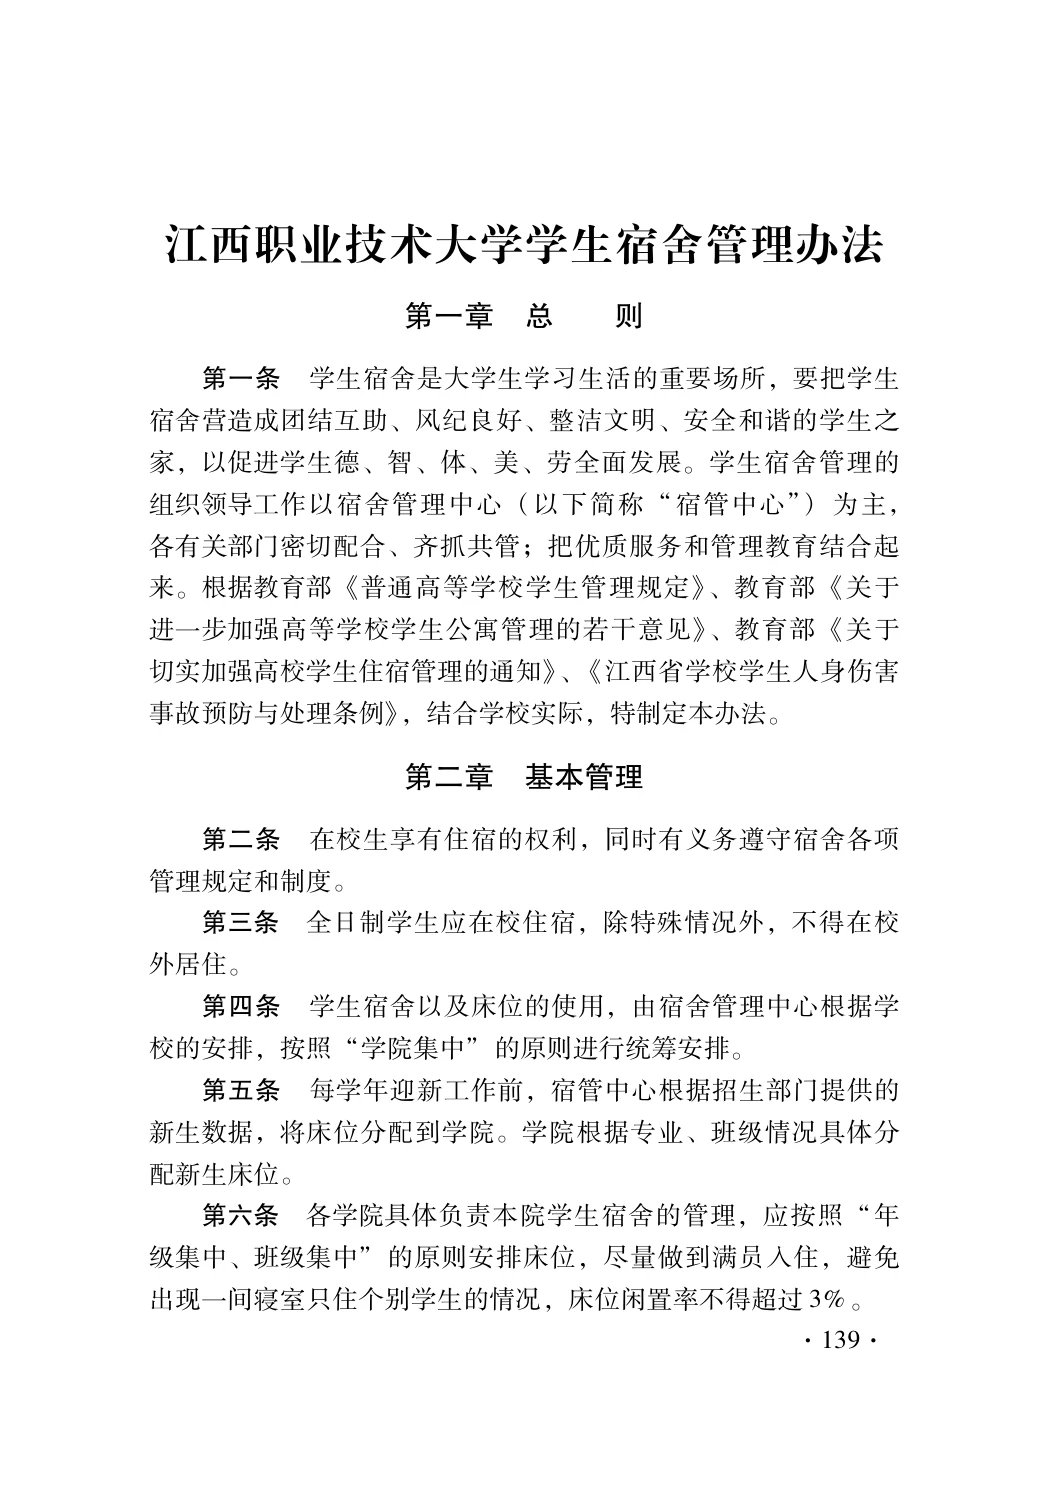 江西职业技术大学学生宿舍管理办法
第一章　总　　则
第一条　学生宿舍是大学生学习生活的重要场所，要把学生
宿舍营造成团结互助、风纪良好、整洁文明、安全和谐的学生之
家，以促进学生德、智、体、美、劳全面发展。学生宿舍管理的
组织领导工作以宿舍管理中心（以下简称“宿管中心”）为主，
各有关部门密切配合、齐抓共管；把优质服务和管理教育结合起
来。根据教育部《普通高等学校学生管理规定》、教育部《关于
进一步加强高等学校学生公寓管理的若干意见》、教育部《关于
切实加强高校学生住宿管理的通知》、《江西省学校学生人身伤害
事故预防与处理条例》，结合学校实际，特制定本办法。
第二章　基本管理
第二条　在校生享有住宿的权利，同时有义务遵守宿舍各项
管理规定和制度。
第三条　全日制学生应在校住宿，除特殊情况外，不得在校
外居住。
第四条　学生宿舍以及床位的使用，由宿舍管理中心根据学
校的安排，按照“学院集中”的原则进行统筹安排。
第五条　每学年迎新工作前，宿管中心根据招生部门提供的
新生数据，将床位分配到学院。学院根据专业、班级情况具体分
配新生床位。
第六条　各学院具体负责本院学生宿舍的管理，应按照“年
级集中、班级集中”的原则安排床位，尽量做到满员入住，避免
出现一间寝室只住个别学生的情况，床位闲置率不得超过 3%。
· 139 ·